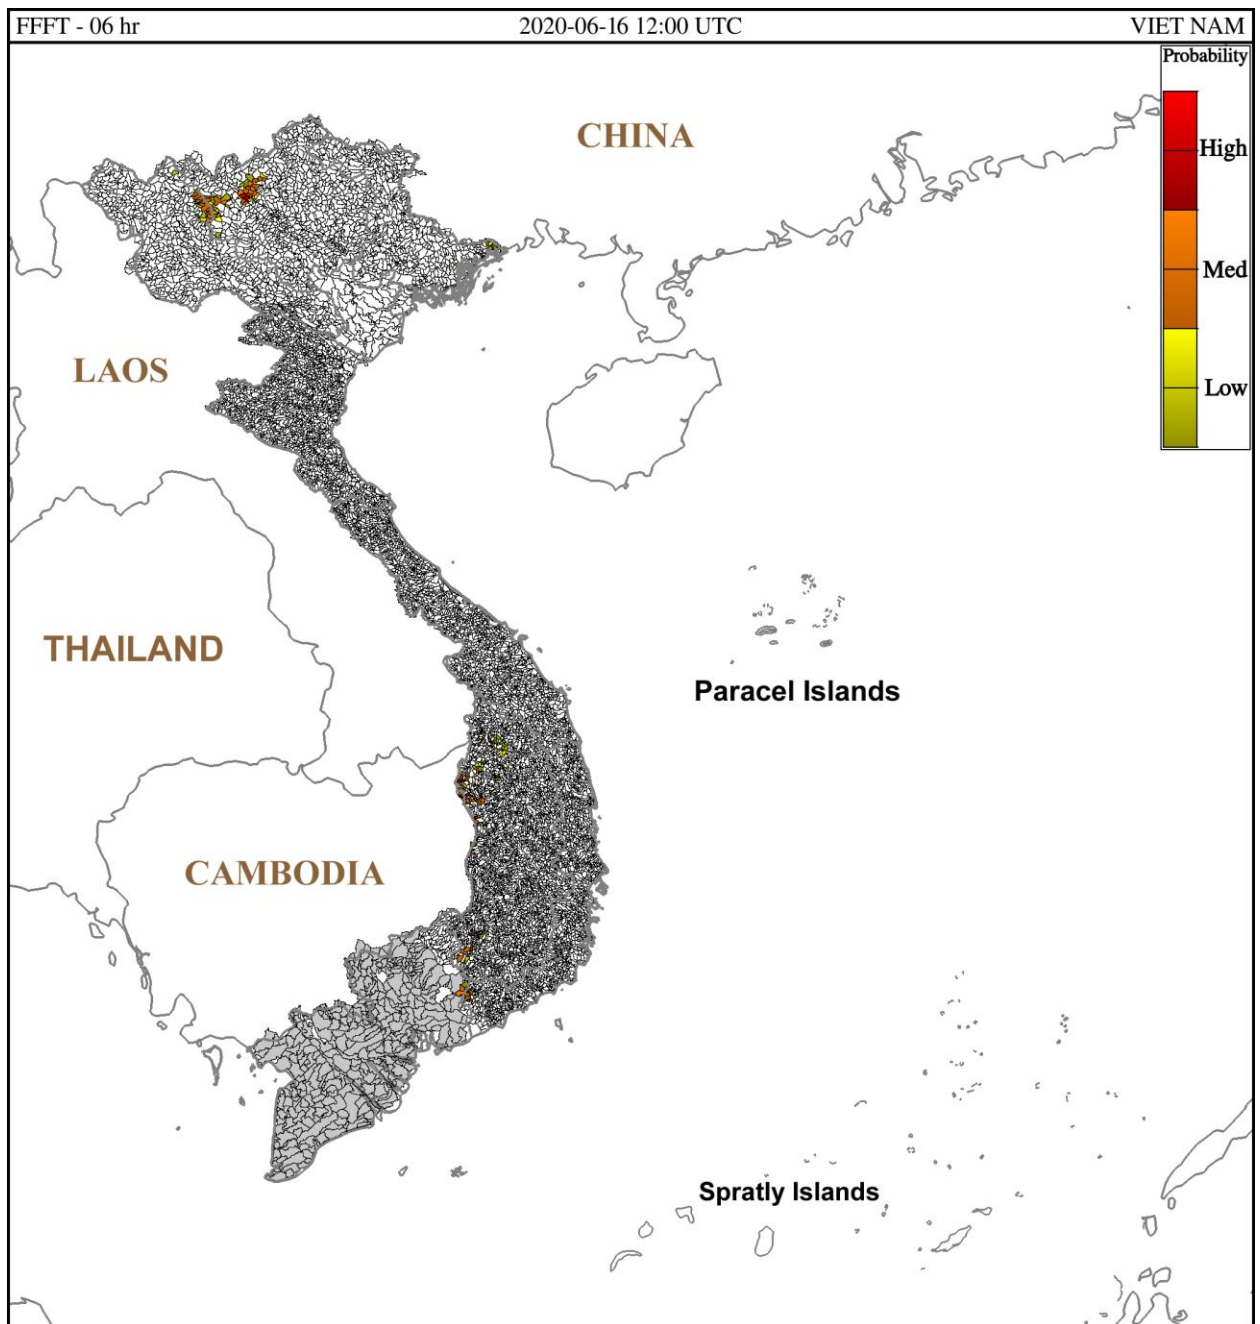 FFFT - 06 hr
2020-06-16 12:00 UTC
VIET NAM
Probability
High
Med
Low
CHINA
LAOS
THAILAND
Paracel Islands
CAMBODIA
Spratly Islands